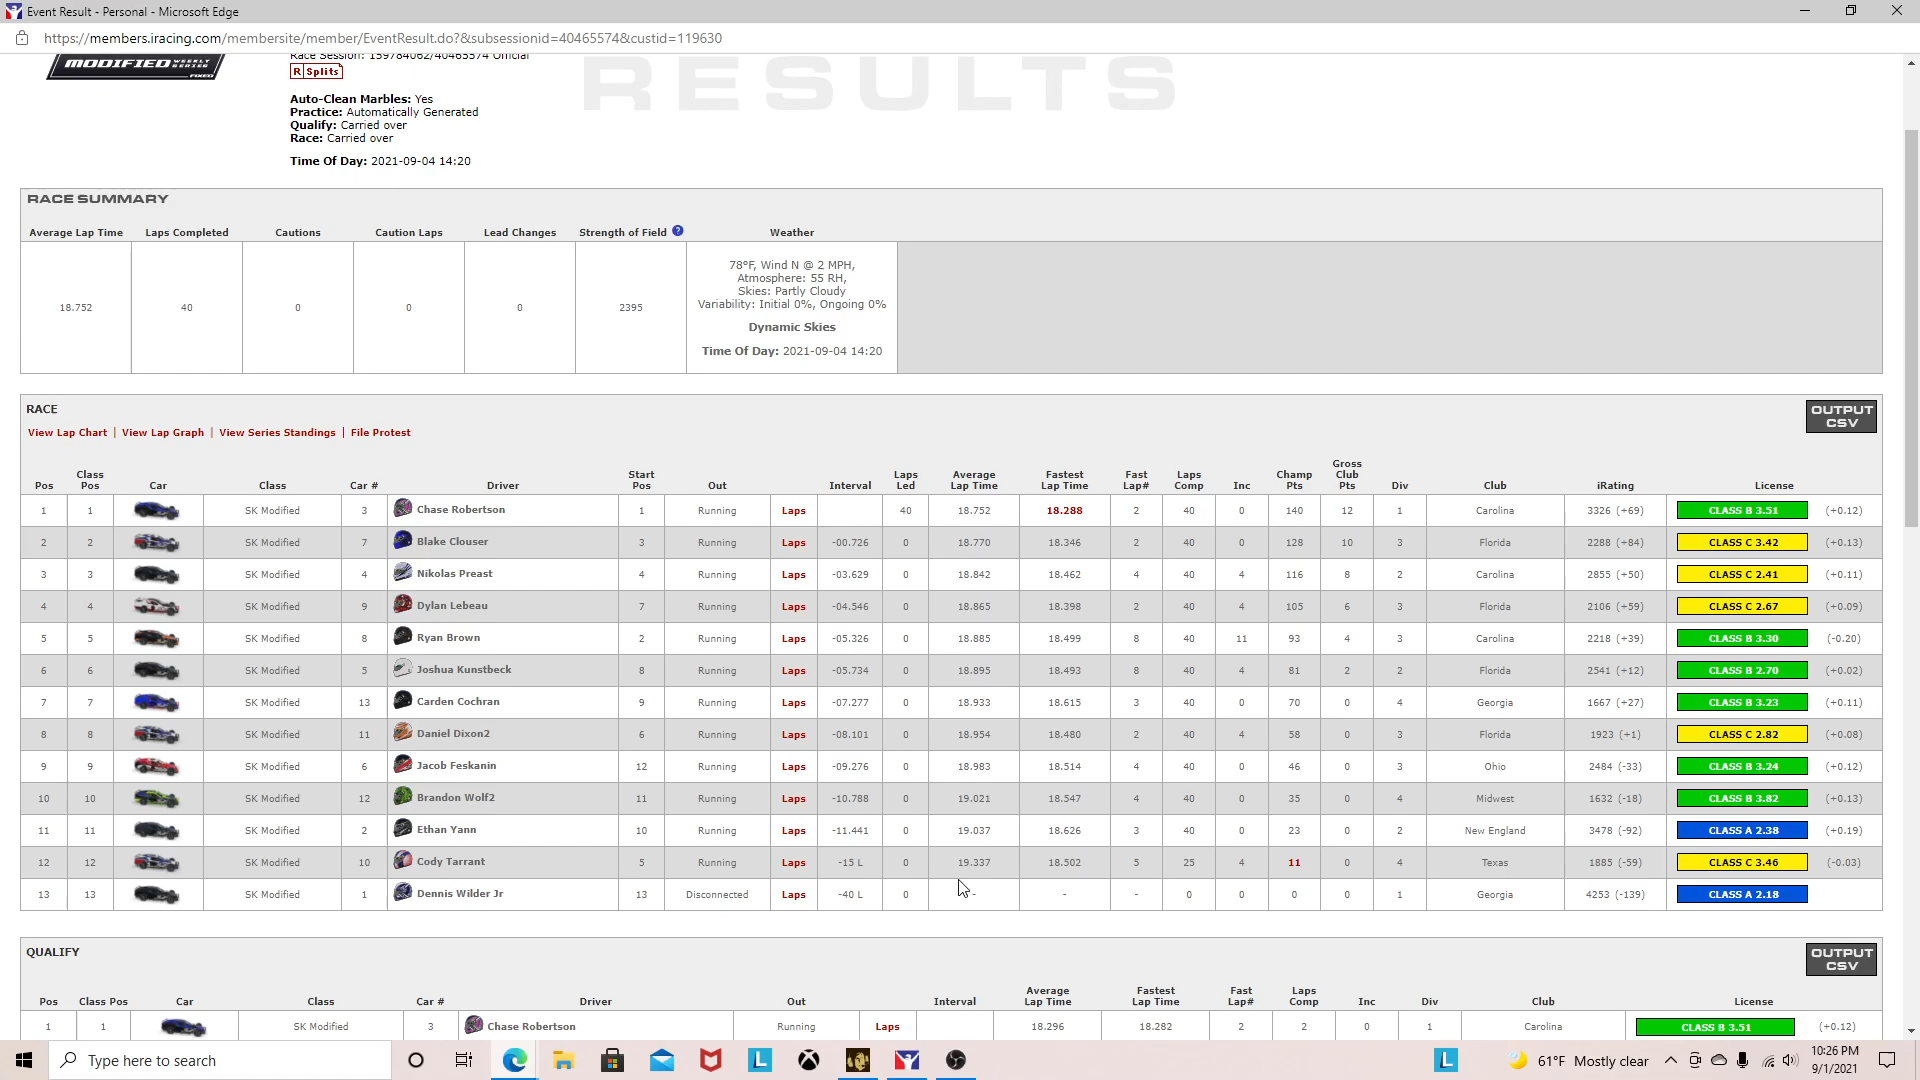 Event Result - Personal - Microsoft Edge
https://members.iracing.com/membersite/member/EventResult.do?&subsessionid=40465574&custid=119630
MODIFIED WEEKLY SERIES FIXED
Race Session: 159784062/40465574 Official
R Splits
RESULTS
Auto-Clean Marbles: Yes
Practice: Automatically Generated
Qualify: Carried over
Race: Carried over
Time Of Day: 2021-09-04 14:20
RACE SUMMARY
Average Lap Time Laps Completed Cautions Caution Laps Lead Changes Strength of Field ? Weather
18.752 40 0 0 0 2395
78°F, Wind N @ 2 MPH,
Atmosphere: 55 RH,
Skies: Partly Cloudy
Variability: Initial 0%, Ongoing 0%
Dynamic Skies
Time Of Day: 2021-09-04 14:20
RACE
OUTPUT CSV
View Lap Chart | View Lap Graph | View Series Standings | File Protest
Pos Class Pos Car Class Car # Driver Start Pos Out Interval Laps Led Average Lap Time Fastest Lap Time Fast Lap# Laps Comp Inc Champ Pts Gross Club Pts Div Club iRating License
1 1 SK Modified 3 Chase Robertson 1 Running Laps 40 18.752 18.288 2 40 0 140 12 1 Carolina 3326 (+69) CLASS B 3.51 (+0.12)
2 2 SK Modified 7 Blake Clouser 3 Running Laps -00.726 0 18.770 18.346 2 40 0 128 10 3 Florida 2288 (+84) CLASS C 3.42 (+0.13)
3 3 SK Modified 4 Nikolas Preast 4 Running Laps -03.629 0 18.842 18.462 4 40 4 116 8 2 Carolina 2855 (+50) CLASS C 2.41 (+0.11)
4 4 SK Modified 9 Dylan Lebeau 7 Running Laps -04.546 0 18.865 18.398 2 40 4 105 6 3 Florida 2106 (+59) CLASS C 2.67 (+0.09)
5 5 SK Modified 8 Ryan Brown 2 Running Laps -05.326 0 18.885 18.499 8 40 11 93 4 3 Carolina 2218 (+39) CLASS B 3.30 (-0.20)
6 6 SK Modified 5 Joshua Kunstbeck 8 Running Laps -05.734 0 18.895 18.493 8 40 4 81 2 2 Florida 2541 (+12) CLASS B 2.70 (+0.02)
7 7 SK Modified 13 Carden Cochran 9 Running Laps -07.277 0 18.933 18.615 3 40 0 70 0 4 Georgia 1667 (+27) CLASS B 3.23 (+0.11)
8 8 SK Modified 11 Daniel Dixon2 6 Running Laps -08.101 0 18.954 18.480 2 40 4 58 0 3 Florida 1923 (+1) CLASS C 2.82 (+0.08)
9 9 SK Modified 6 Jacob Feskanin 12 Running Laps -09.276 0 18.983 18.514 4 40 0 46 0 3 Ohio 2484 (-33) CLASS B 3.24 (+0.12)
10 10 SK Modified 12 Brandon Wolf2 11 Running Laps -10.788 0 19.021 18.547 4 40 0 35 0 4 Midwest 1632 (-18) CLASS B 3.82 (+0.13)
11 11 SK Modified 2 Ethan Yann 10 Running Laps -11.441 0 19.037 18.626 3 40 0 23 0 2 New England 3478 (-92) CLASS A 2.38 (+0.19)
12 12 SK Modified 10 Cody Tarrant 5 Running Laps -15 L 0 19.337 18.502 5 25 4 11 0 4 Texas 1885 (-59) CLASS C 3.46 (-0.03)
13 13 SK Modified 1 Dennis Wilder Jr 13 Disconnected Laps -40 L 0 - - - 0 0 0 0 1 Georgia 4253 (-139) CLASS A 2.18
QUALIFY
OUTPUT CSV
Pos Class Pos Car Class Car # Driver Out Interval Average Lap Time Fastest Lap Time Fast Lap# Laps Comp Inc Div Club License
1 1 SK Modified 3 Chase Robertson Running Laps 18.296 18.282 2 2 0 1 Carolina CLASS B 3.51 (+0.12)
Type here to search
61°F Mostly clear
10:26 PM
9/1/2021